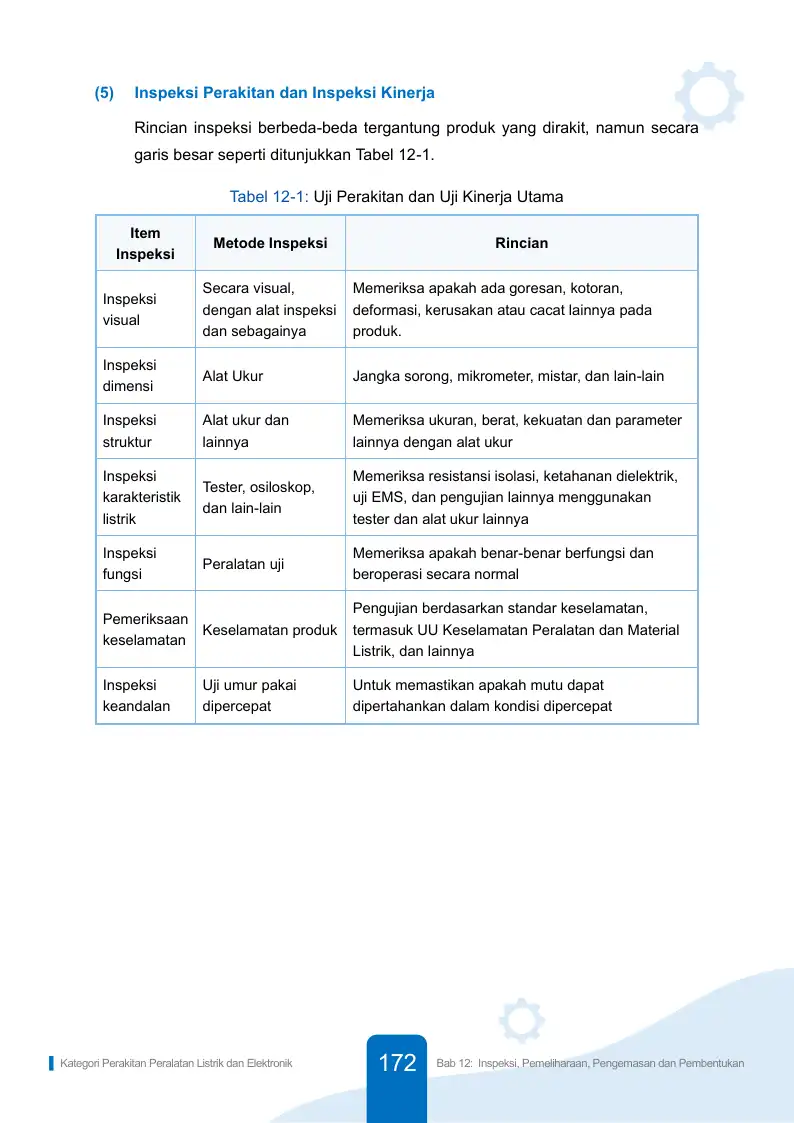 (5) Inspeksi Perakitan dan Inspeksi Kinerja
Rincian inspeksi berbeda-beda tergantung produk yang dirakit, namun secara
garis besar seperti ditunjukkan Tabel 12-1.
Tabel 12-1: Uji Perakitan dan Uji Kinerja Utama
Item
Inspeksi
Metode Inspeksi
Rincian
Inspeksi
visual
Secara visual,
dengan alat inspeksi
dan sebagainya
Memeriksa apakah ada goresan, kotoran,
deformasi, kerusakan atau cacat lainnya pada
produk.
Inspeksi
dimensi
Alat Ukur
Jangka sorong, mikrometer, mistar, dan lain-lain
Inspeksi
struktur
Alat ukur dan
lainnya
Memeriksa ukuran, berat, kekuatan dan parameter
lainnya dengan alat ukur
Inspeksi
karakteristik
listrik
Tester, osiloskop,
dan lain-lain
Memeriksa resistansi isolasi, ketahanan dielektrik,
uji EMS, dan pengujian lainnya menggunakan
tester dan alat ukur lainnya
Inspeksi
fungsi
Peralatan uji
Memeriksa apakah benar-benar berfungsi dan
beroperasi secara normal
Pemeriksaan
keselamatan
Keselamatan produk
Pengujian berdasarkan standar keselamatan,
termasuk UU Keselamatan Peralatan dan Material
Listrik, dan lainnya
Inspeksi
keandalan
Uji umur pakai
dipercepat
Untuk memastikan apakah mutu dapat
dipertahankan dalam kondisi dipercepat
Kategori Perakitan Peralatan Listrik dan Elektronik
172
Bab 12: Inspeksi, Pemeliharaan, Pengemasan dan Pembentukan